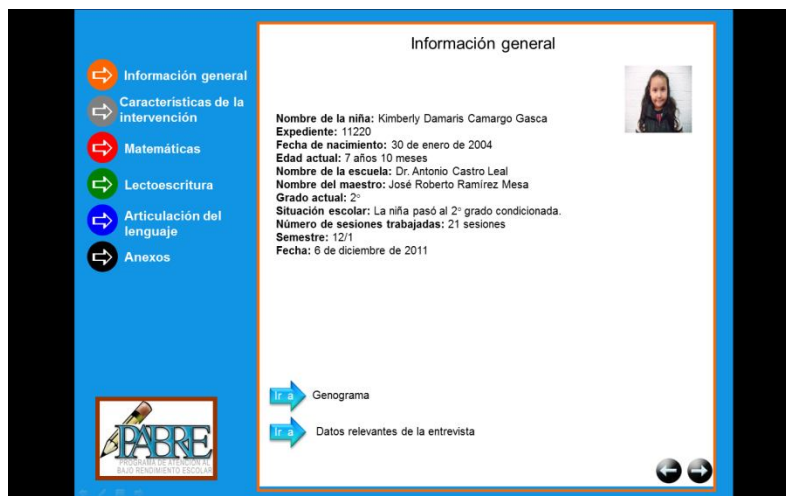 Información general
Información general
Características de la
intervención
Matemáticas
Lectoescritura
Articulación del
lenguaje
Anexos
Nombre de la niña: Kimberly Damaris Camargo Gasca
Expediente: 11220
Fecha de nacimiento: 30 de enero de 2004
Edad actual: 7 años 10 meses
Nombre de la escuela: Dr. Antonio Castro Leal
Nombre del maestro: José Roberto Ramírez Mesa
Grado actual: 2°
Situación escolar: La niña pasó al 2° grado condicionada.
Número de sesiones trabajadas: 21 sesiones
Semestre: 12/1
Fecha: 6 de diciembre de 2011
Ir a Genograma
Ir a Datos relevantes de la entrevista
PABRE
PROGRAMA DE ATENCIÓN AL
BAJO RENDIMIENTO ESCOLAR